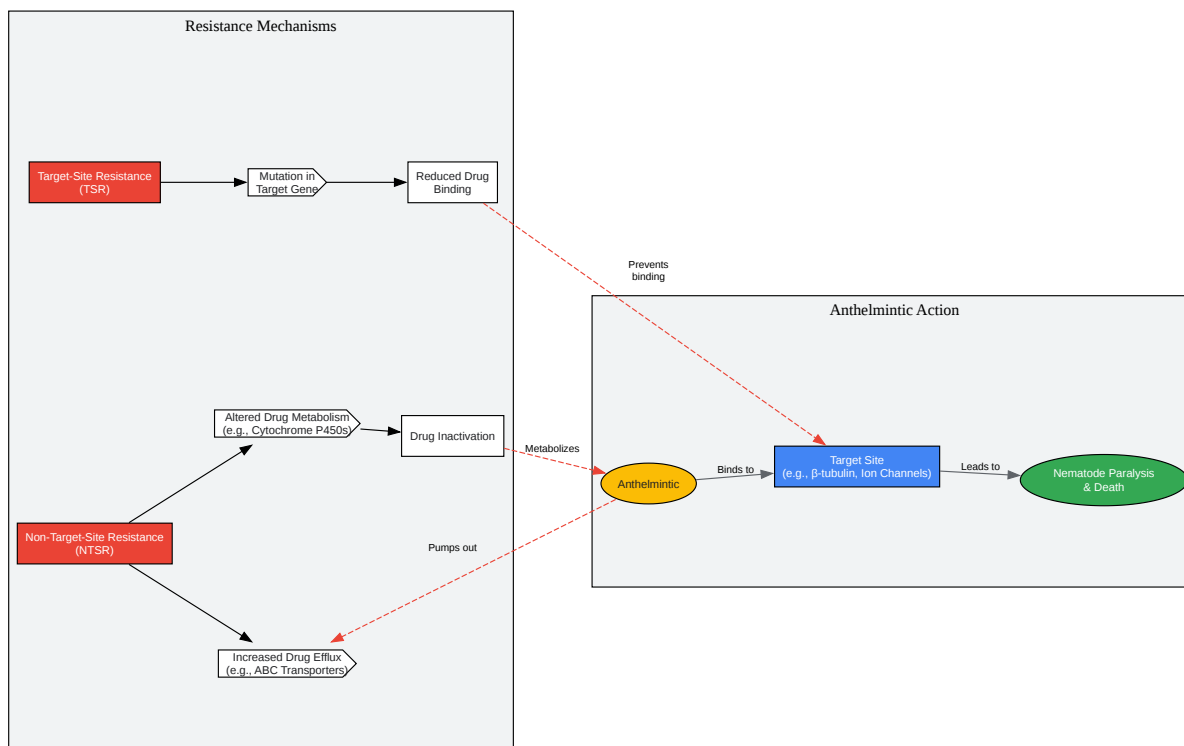 Resistance Mechanisms
Target-Site Resistance
(TSR)
Mutation in
Target Gene
Reduced Drug
Binding
Prevents
binding
Anthelmintic Action
Altered Drug Metabolism
(e.g., Cytochrome P450s)
Drug Inactivation
Metabolizes
Anthelmintic
Binds to
Target Site
(e.g., β-tubulin, Ion Channels)
Leads to
Nematode Paralysis
& Death
Non-Target-Site Resistance
(NTSR)
Pumps out
Increased Drug Efflux
(e.g., ABC Transporters)